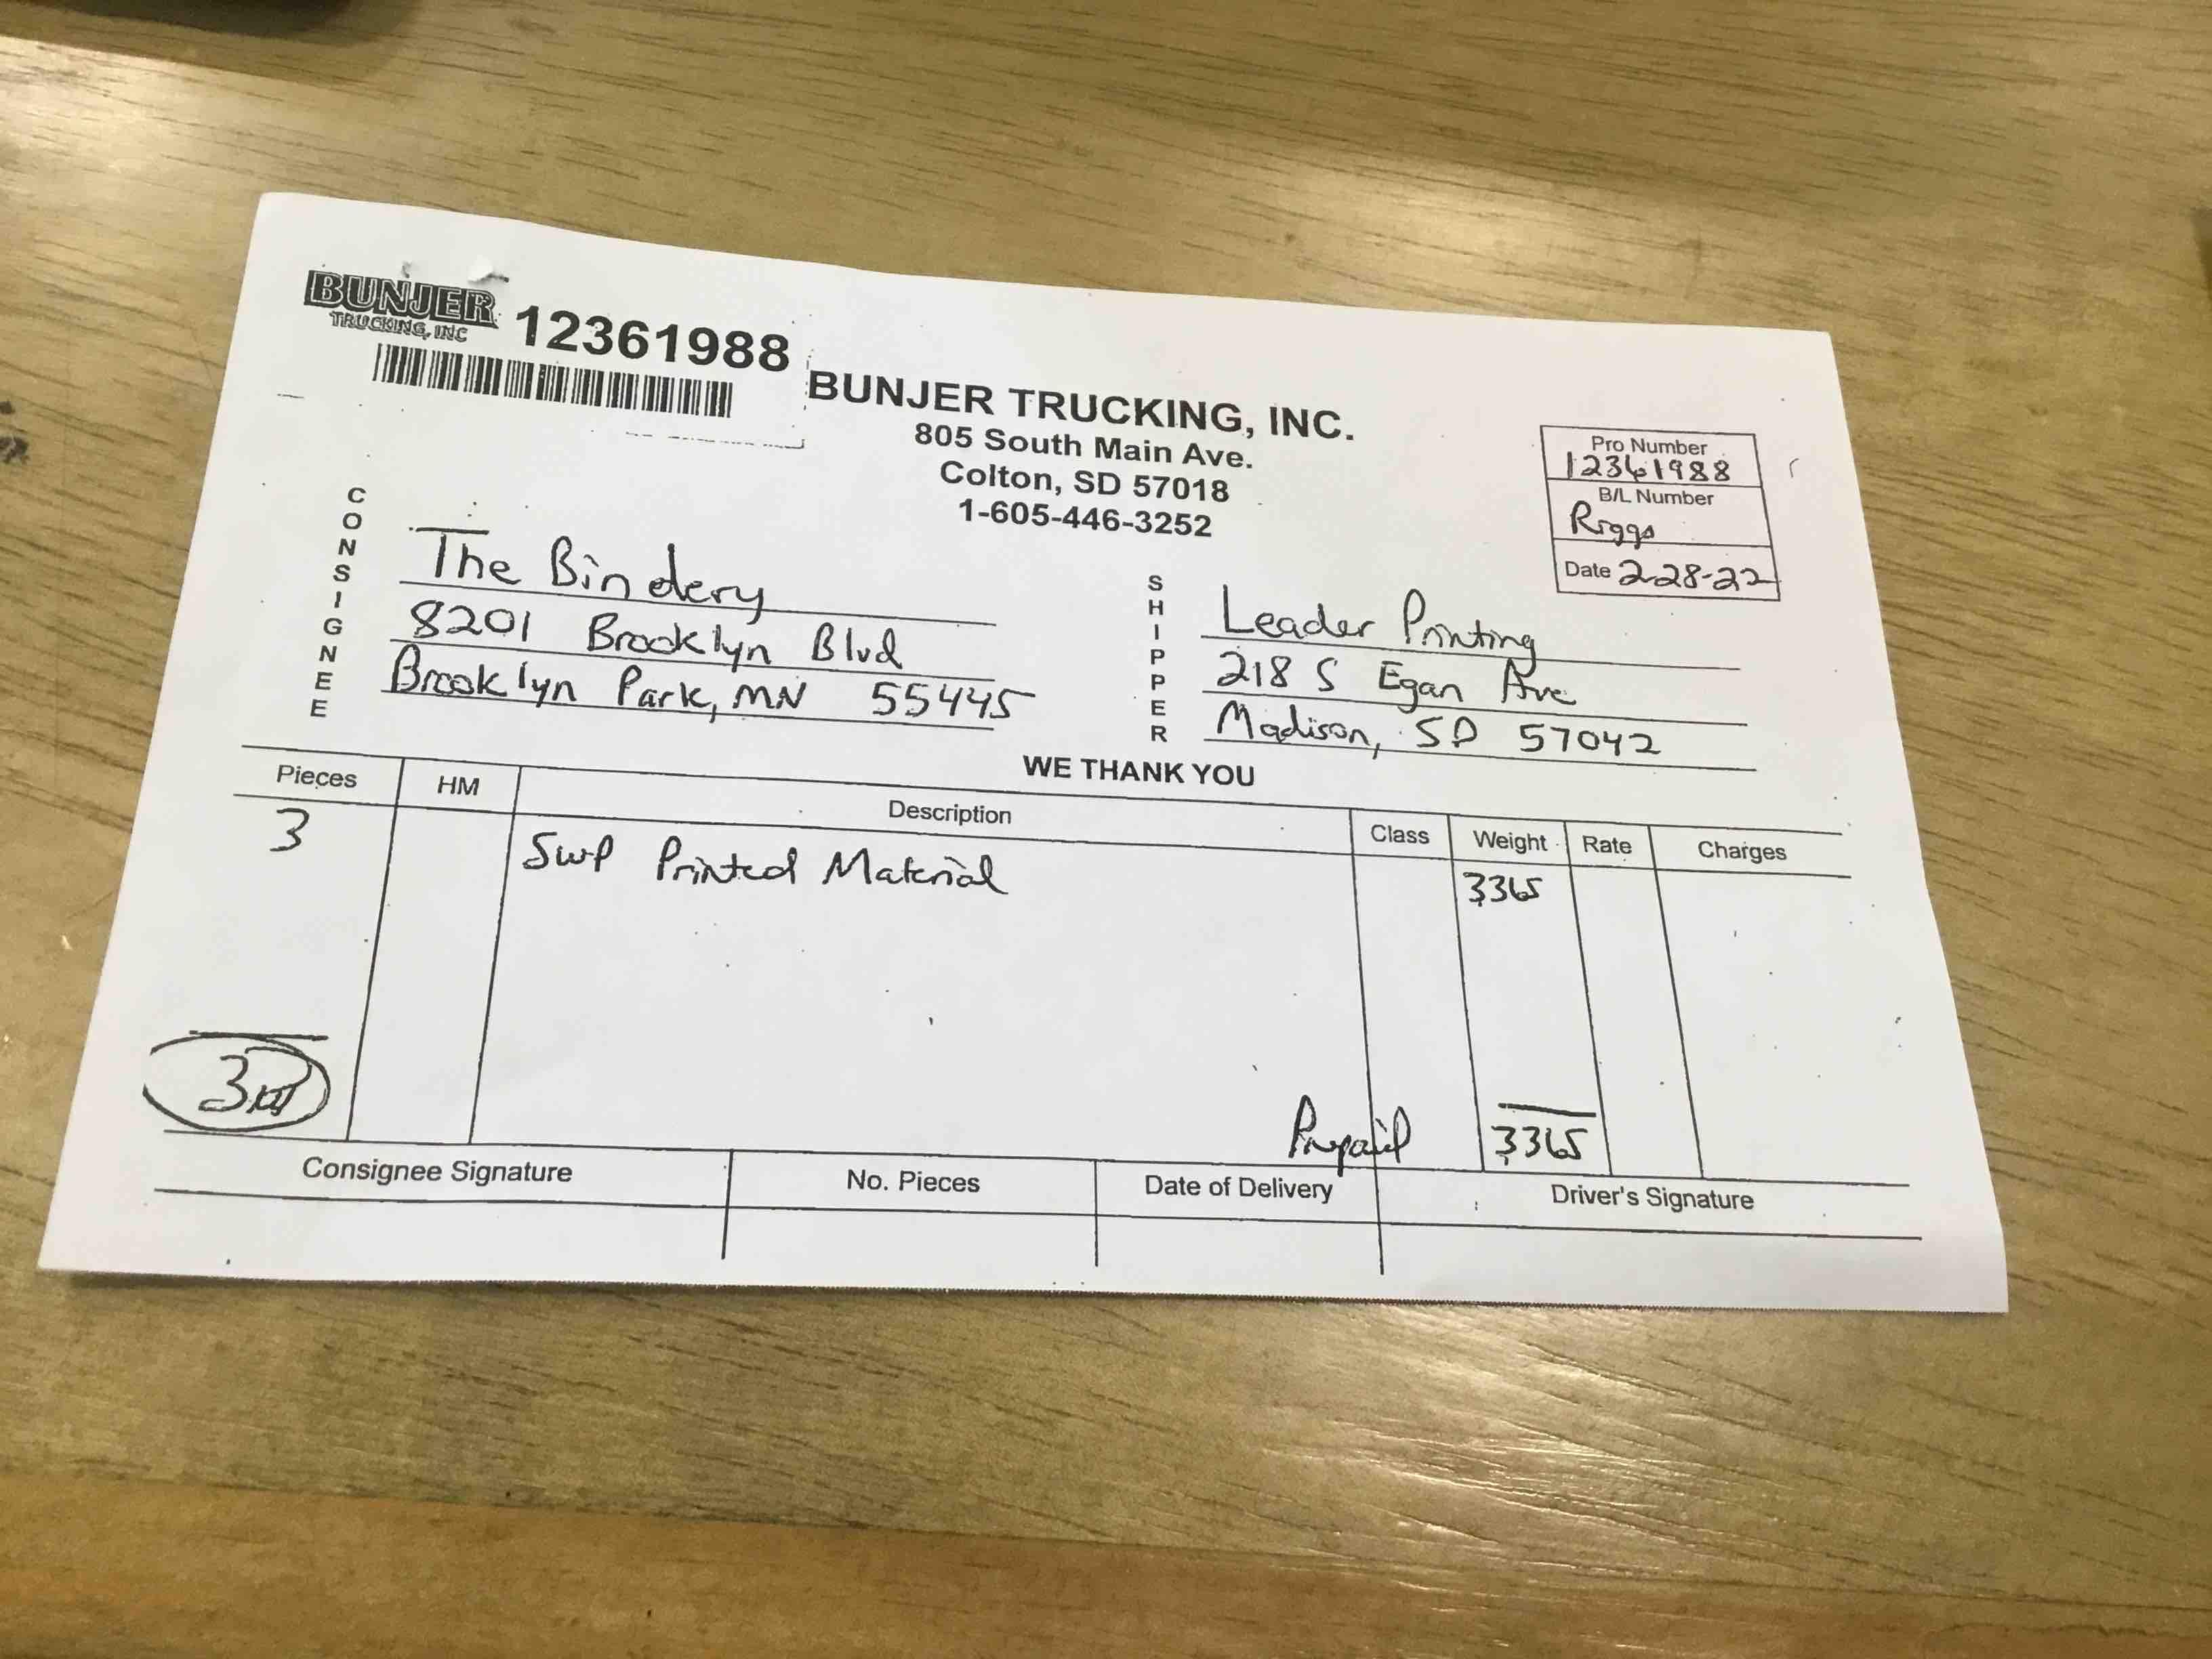 BUNJER
TRUCKING, INC
12361988
BUNJER TRUCKING, INC.
805 South Main Ave.
Colton, SD 57018
1-605-446-3252
Pro Number
12361988
B/L Number
Riggs
Date 2-28-22
CONSIGNEE
The Bindery
8201 Brooklyn Blvd
Brooklyn Park, MN 55445
SHIPPER
Leader Printing
218 S Egan Ave
Madison, SD 57042
WE THANK YOU
Pieces HM Description Class Weight Rate Charges
3 Swp Printed Material 3365
3
Prepaid 3365
Consignee Signature No. Pieces Date of Delivery Driver's Signature